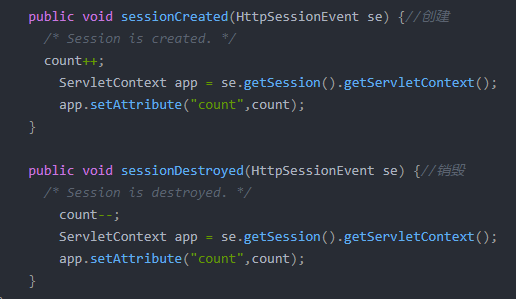 public void sessionCreated(HttpSessionEvent se) {//创建
/* Session is created. */
count++;
ServletContext app = se.getSession().getServletContext();
app.setAttribute("count",count);
}
public void sessionDestroyed(HttpSessionEvent se) {//销毁
/* Session is destroyed. */
count--;
ServletContext app = se.getSession().getServletContext();
app.setAttribute("count",count);
}